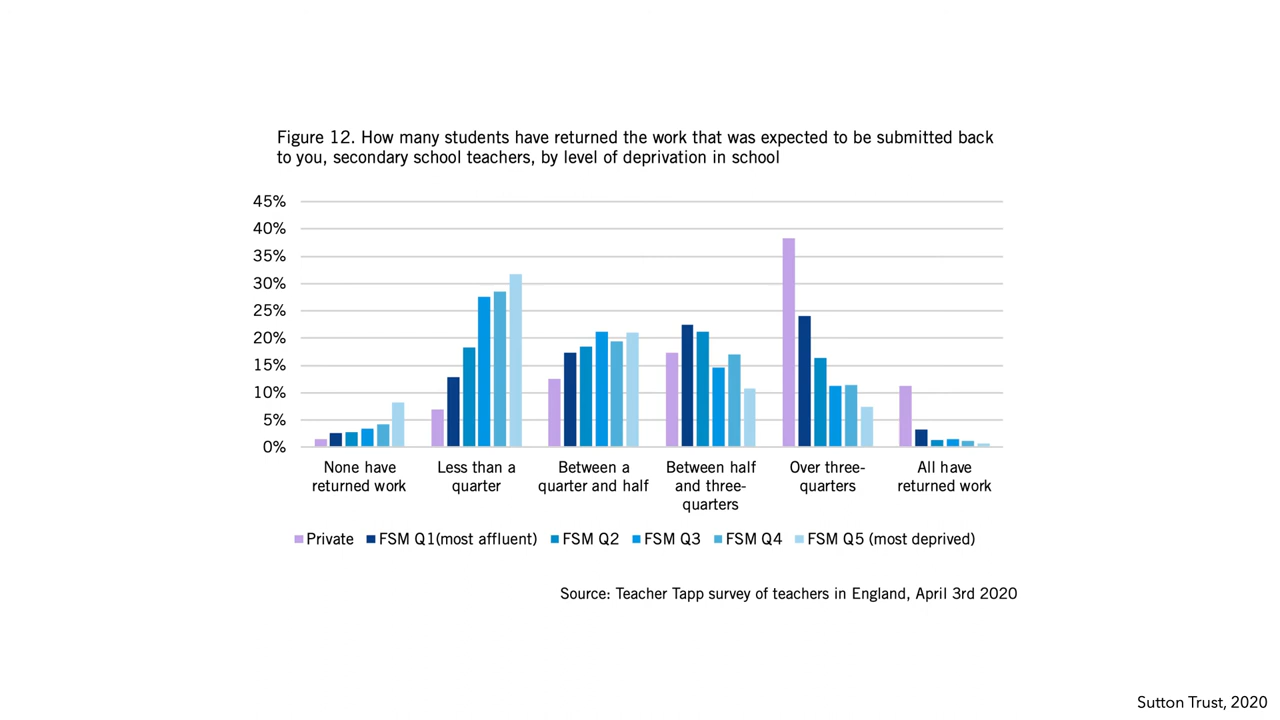 Figure 12. How many students have returned the work that was expected to be submitted back
to you, secondary school teachers, by level of deprivation in school
45%
40%
35%
30%
25%
20%
15%
10%
5%
0%
None have
returned work
Less than a
quarter
Between a
quarter and half
Between half
and three-
quarters
Over three-
quarters
All have
returned work
Private FSM Q1(most affluent) FSM Q2 FSM Q3 FSM Q4 FSM Q5 (most deprived)
Source: Teacher Tapp survey of teachers in England, April 3rd 2020
Sutton Trust, 2020